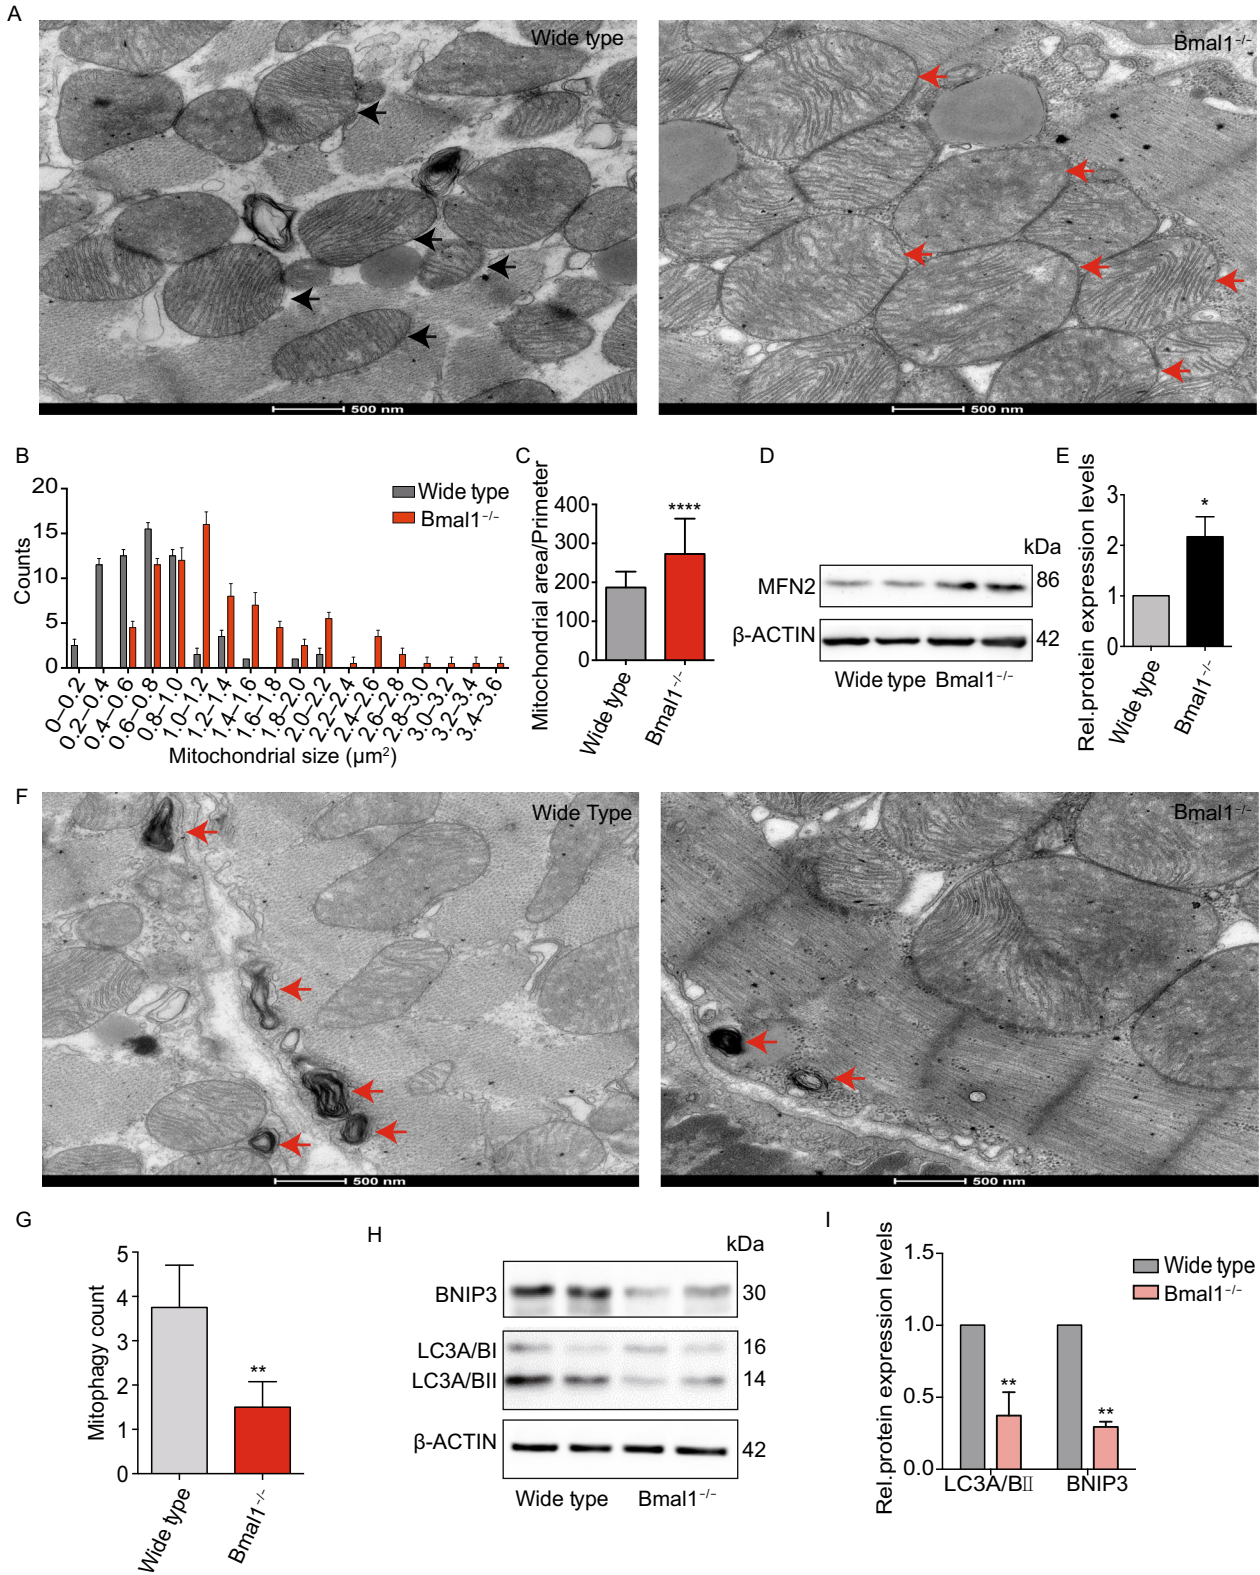 A
Wide type
Bmal1⁻/⁻
500 nm
500 nm
B
Counts
20
15
10
5
0
0–0.2
0.2–0.4
0.4–0.6
0.6–0.8
0.8–1.0
1.0–1.2
1.2–1.4
1.4–1.6
1.6–1.8
1.8–2.0
2.0–2.2
2.2–2.4
2.4–2.6
2.6–2.8
2.8–3.0
3.0–3.2
3.2–3.4
3.4–3.6
Mitochondrial size (µm²)
Wide type
Bmal1⁻/⁻
C
Mitochondrial area/Primeter
400
300
200
100
0
****
Wide type
Bmal1⁻/⁻
D
kDa
MFN2
86
β-ACTIN
42
Wide type Bmal1⁻/⁻
E
Rel.protein expression levels
3
2
1
0
*
Wide type
Bmal1⁻/⁻
F
Wide Type
Bmal1⁻/⁻
500 nm
500 nm
G
Mitophagy count
5
4
3
2
1
0
**
Wide type
Bmal1⁻/⁻
H
kDa
BNIP3
30
LC3A/BI
16
LC3A/BII
14
β-ACTIN
42
Wide type Bmal1⁻/⁻
I
Rel.protein expression levels
1.5
1.0
0.5
0.0
**
**
LC3A/BⅡ
BNIP3
Wide type
Bmal1⁻/⁻